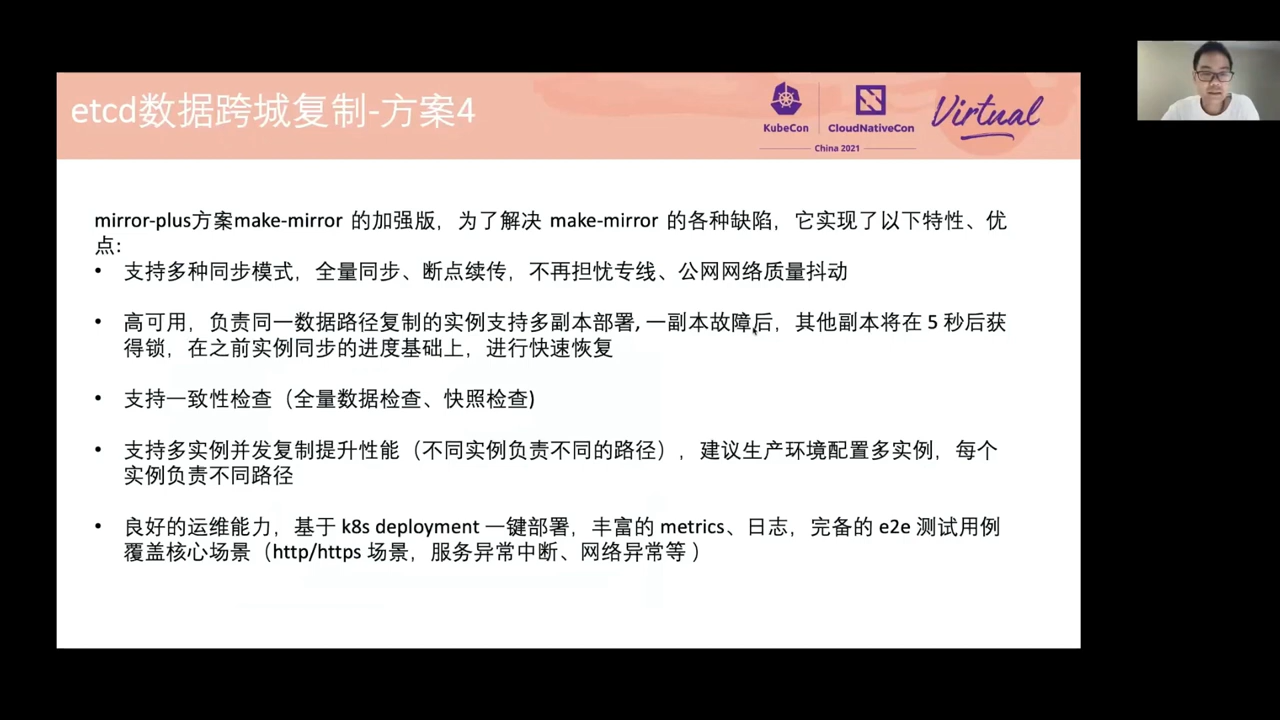 etcd数据跨城复制-方案4
KubeCon
CloudNativeCon
China 2021
Virtual
mirror-plus方案make-mirror 的加强版，为了解决 make-mirror 的各种缺陷，它实现了以下特性、优
点:
• 支持多种同步模式，全量同步、断点续传，不再担忧专线、公网网络质量抖动
• 高可用，负责同一数据路径复制的实例支持多副本部署, 一副本故障后，其他副本将在 5 秒后获
得锁，在之前实例同步的进度基础上，进行快速恢复
• 支持一致性检查（全量数据检查、快照检查)
• 支持多实例并发复制提升性能（不同实例负责不同的路径），建议生产环境配置多实例，每个
实例负责不同路径
• 良好的运维能力，基于 k8s deployment 一键部署，丰富的 metrics、日志，完备的 e2e 测试用例
覆盖核心场景（http/https 场景，服务异常中断、网络异常等 ）